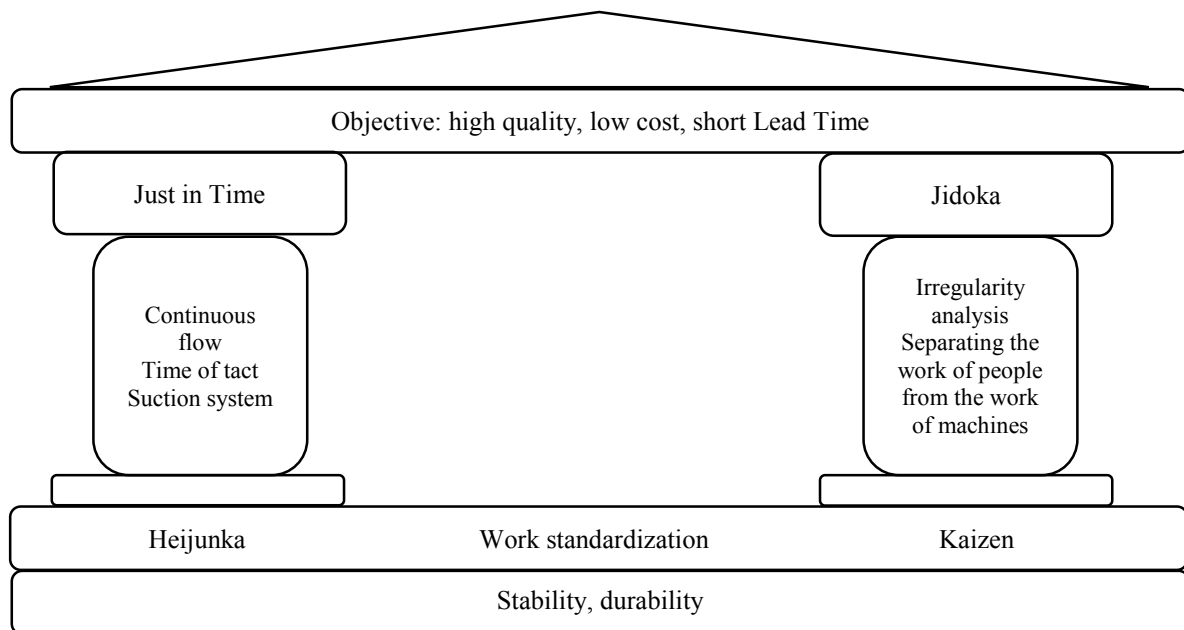 Objective: high quality, low cost, short Lead Time
Just in Time
Jidoka
Continuous
flow
Time of tact
Suction system
Irregularity
analysis
Separating the
work of people
from the work
of machines
Heijunka Work standardization Kaizen
Stability, durability